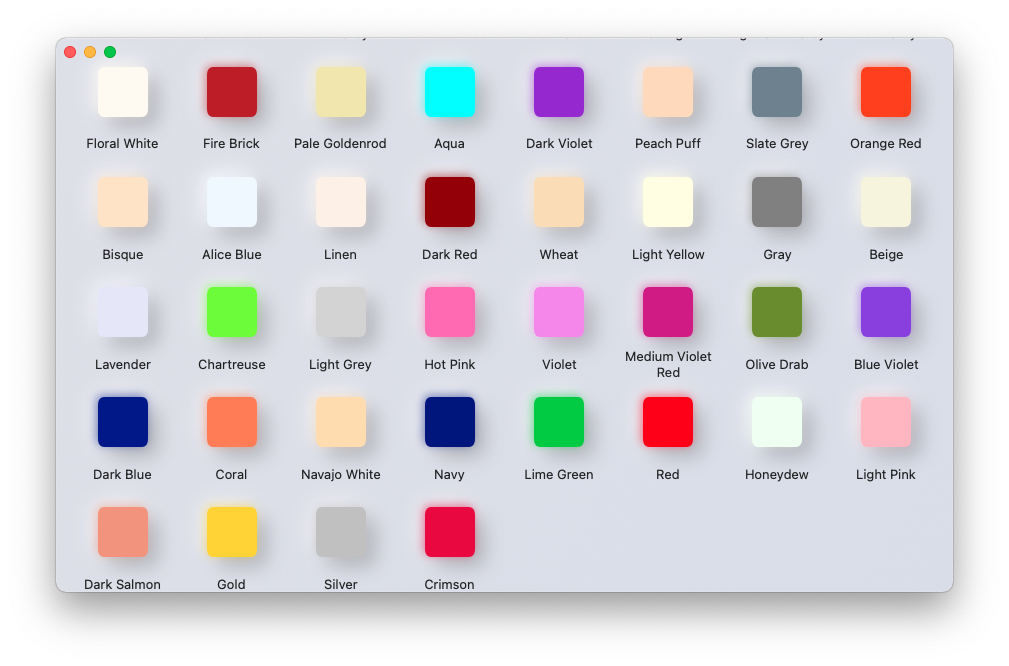 Floral White
Fire Brick
Pale Goldenrod
Aqua
Dark Violet
Peach Puff
Slate Grey
Orange Red
Bisque
Alice Blue
Linen
Dark Red
Wheat
Light Yellow
Gray
Beige
Lavender
Chartreuse
Light Grey
Hot Pink
Violet
Medium Violet
Red
Olive Drab
Blue Violet
Dark Blue
Coral
Navajo White
Navy
Lime Green
Red
Honeydew
Light Pink
Dark Salmon
Gold
Silver
Crimson